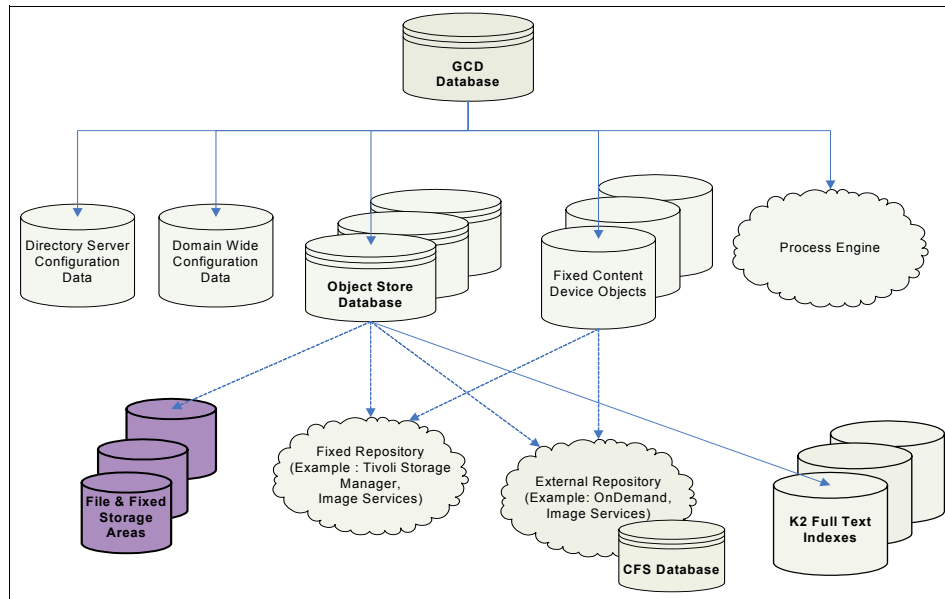 GCD
Database
Directory Server
Configuration
Data
Domain Wide
Configuration
Data
Object Store
Database
Fixed Content
Device Objects
Process Engine
File & Fixed
Storage
Areas
Fixed Repository
(Example : Tivoli Storage
Manager,
Image Services)
External Repository
(Example: OnDemand,
Image Services)
CFS Database
K2 Full Text
Indexes